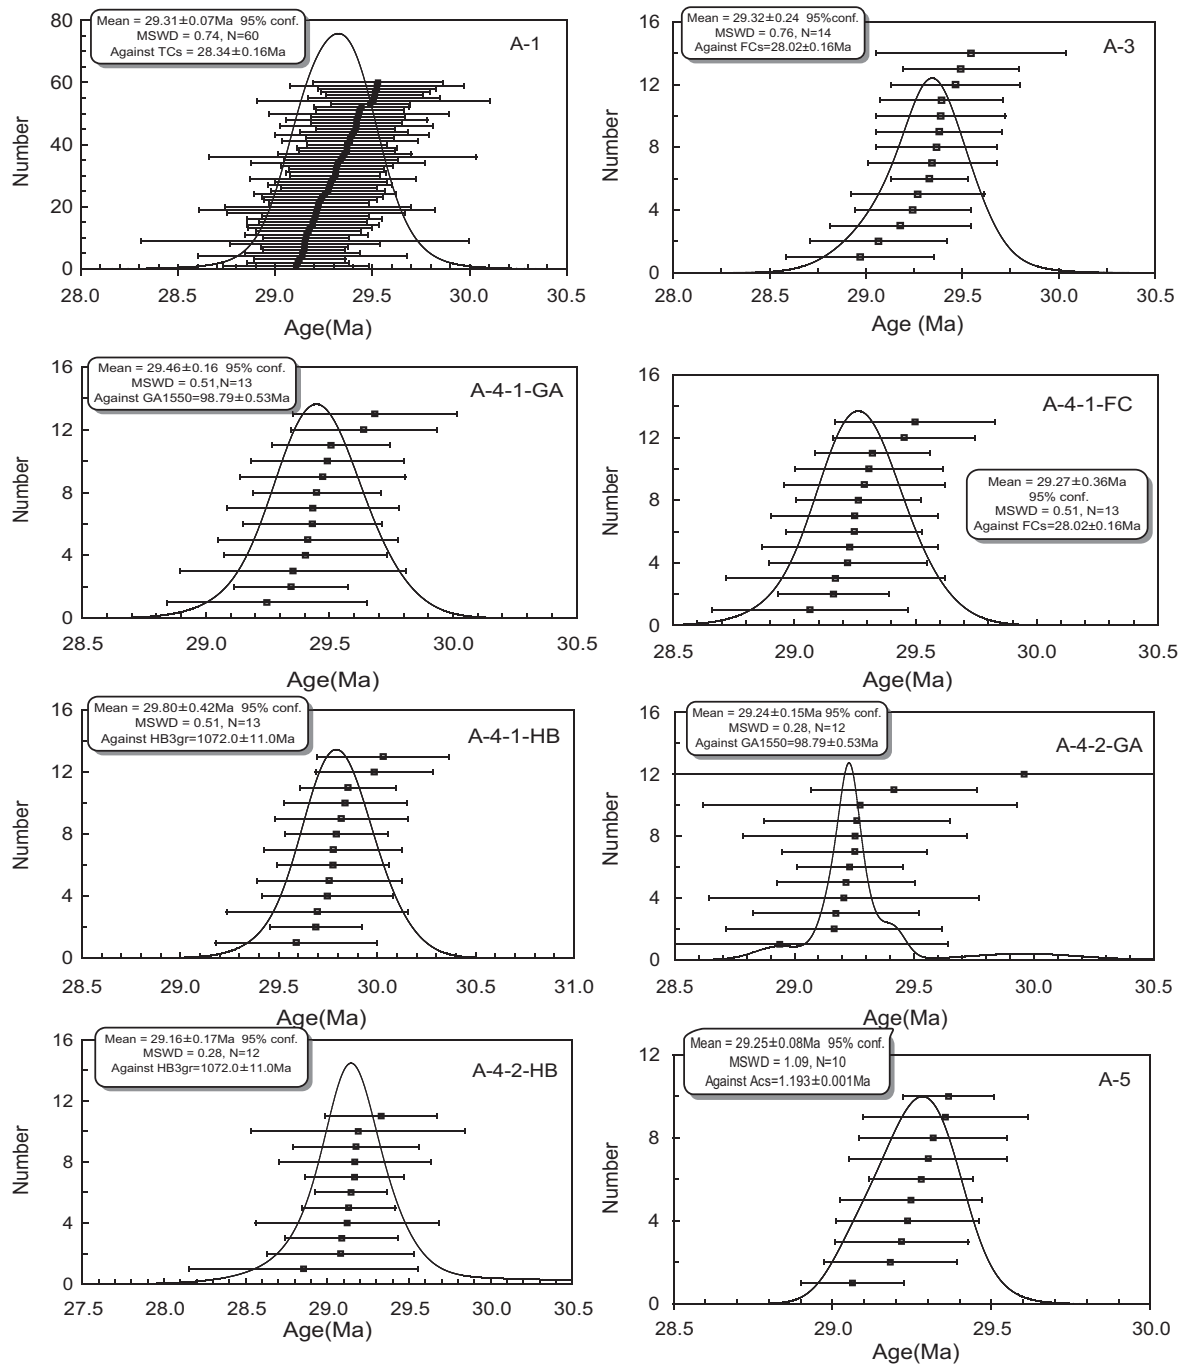 Mean = 29.31±0.07Ma 95% conf.
MSWD = 0.74, N=60
Against TCs = 28.34±0.16Ma
A-1
80
60
40
20
0
Number
28.0 28.5 29.0 29.5 30.0 30.5
Age(Ma)
Mean = 29.32±0.24 95%conf.
MSWD = 0.76, N=14
Against FCs=28.02±0.16Ma
A-3
16
12
8
4
0
Number
28.0 28.5 29.0 29.5 30.0 30.5
Age (Ma)
Mean = 29.46±0.16 95% conf.
MSWD = 0.51,N=13
Against GA1550=98.79±0.53Ma
A-4-1-GA
16
12
8
4
0
Number
28.5 29.0 29.5 30.0 30.5
Age(Ma)
A-4-1-FC
Mean = 29.27±0.36Ma
95% conf.
MSWD = 0.51, N=13
Against FCs=28.02±0.16Ma
16
12
8
4
0
Number
28.5 29.0 29.5 30.0 30.5
Age(Ma)
Mean = 29.80±0.42Ma 95% conf.
MSWD = 0.51, N=13
Against HB3gr=1072.0±11.0Ma
A-4-1-HB
16
12
8
4
0
Number
28.5 29.0 29.5 30.0 30.5 31.0
Age(Ma)
Mean = 29.24±0.15Ma 95% conf.
MSWD = 0.28, N=12
Against GA1550=98.79±0.53Ma
A-4-2-GA
16
12
8
4
0
Number
28.5 29.0 29.5 30.0 30.5
Age(Ma)
Mean = 29.16±0.17Ma 95% conf.
MSWD = 0.28, N=12
Against HB3gr=1072.0±11.0Ma
A-4-2-HB
16
12
8
4
0
Number
27.5 28.5 29.0 29.5 30.0 30.5
Age(Ma)
Mean = 29.25±0.08Ma 95% conf.
MSWD = 1.09, N=10
Against Acs=1.193±0.001Ma
A-5
12
8
4
0
Number
28.5 29.0 29.5 30.0
Age(Ma)